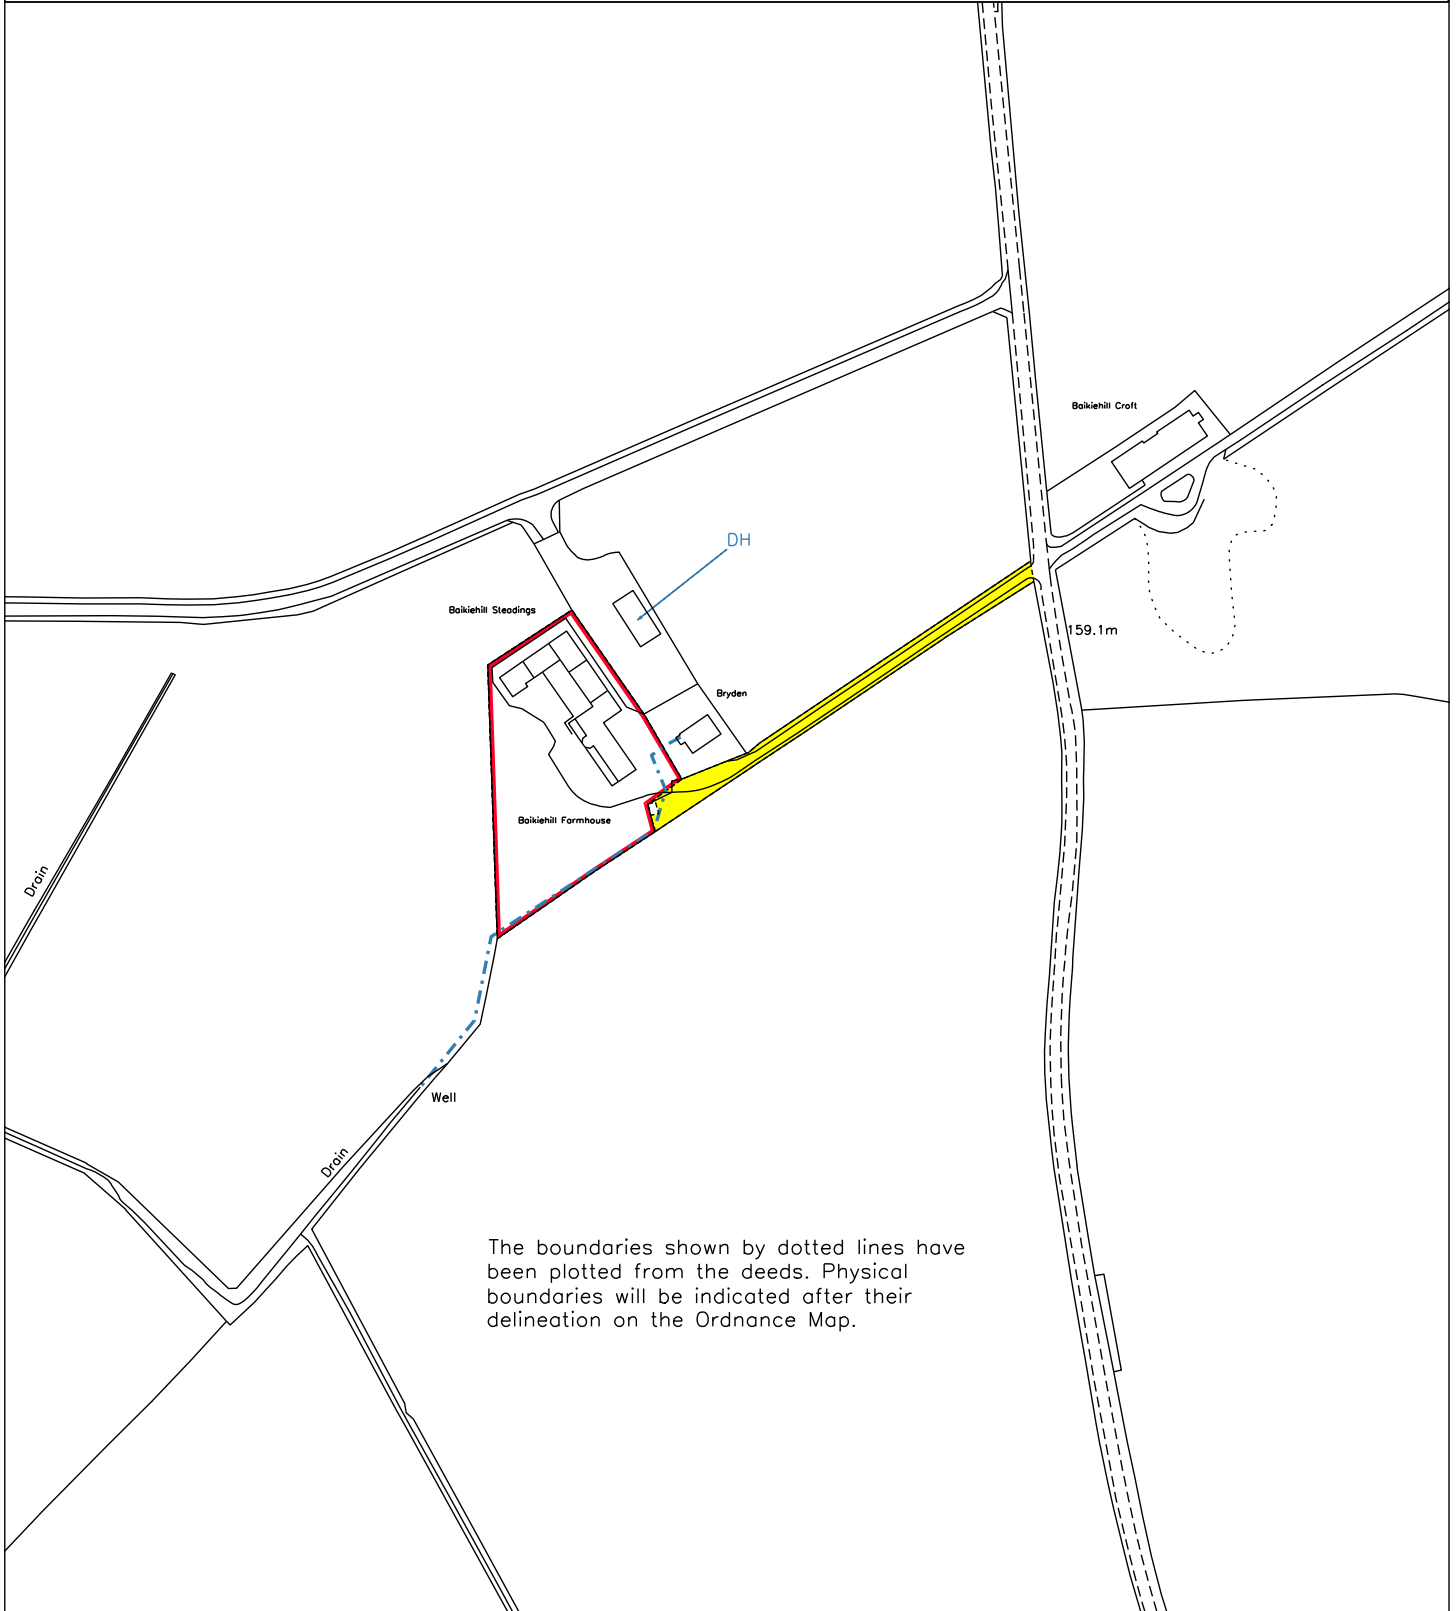 Baikiehill Croft
DH
Baikiehill Steadings
159.1m
Bryden
Baikiehill Farmhouse
Drain
Well
Drain
The boundaries shown by dotted lines have
been plotted from the deeds. Physical
boundaries will be indicated after their
delineation on the Ordnance Map.